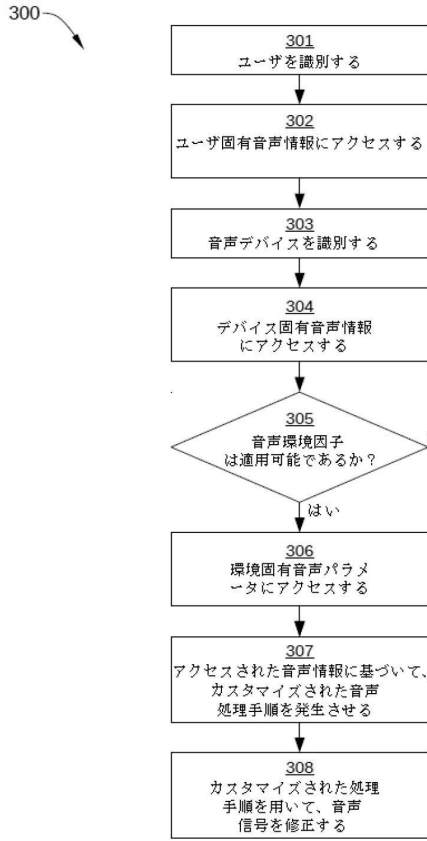 300
301
ユーザを識別する
302
ユーザ固有音声情報にアクセスする
303
音声デバイスを識別する
304
デバイス固有音声情報
にアクセスする
305
音声環境因子
は適用可能であるか？
はい
306
環境固有音声パラメ
ータにアクセスする
307
アクセスされた音声情報に基づいて、
カスタマイズされた音声
処理手順を発生させる
308
カスタマイズされた処理
手順を用いて、音声
信号を修正する